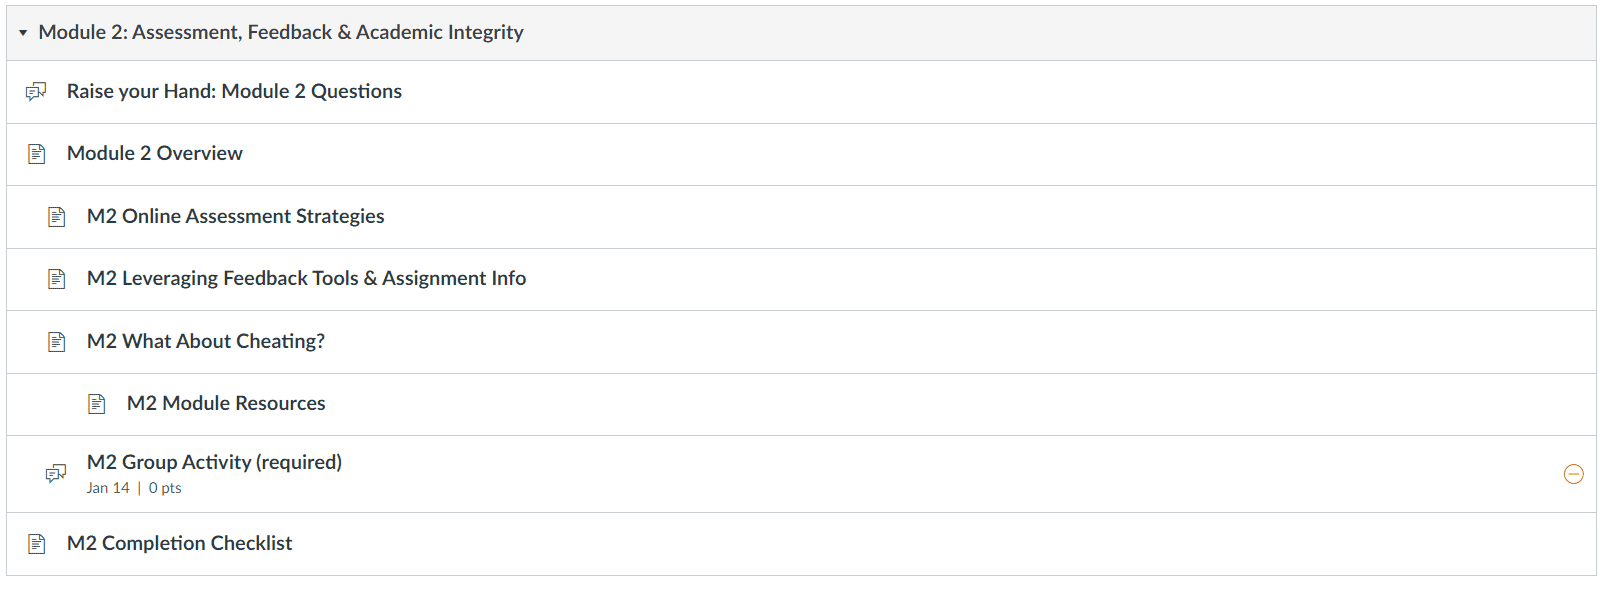 Module 2: Assessment, Feedback & Academic Integrity
Raise your Hand: Module 2 Questions
Module 2 Overview
M2 Online Assessment Strategies
M2 Leveraging Feedback Tools & Assignment Info
M2 What About Cheating?
M2 Module Resources
M2 Group Activity (required)
Jan 14 | 0 pts
M2 Completion Checklist